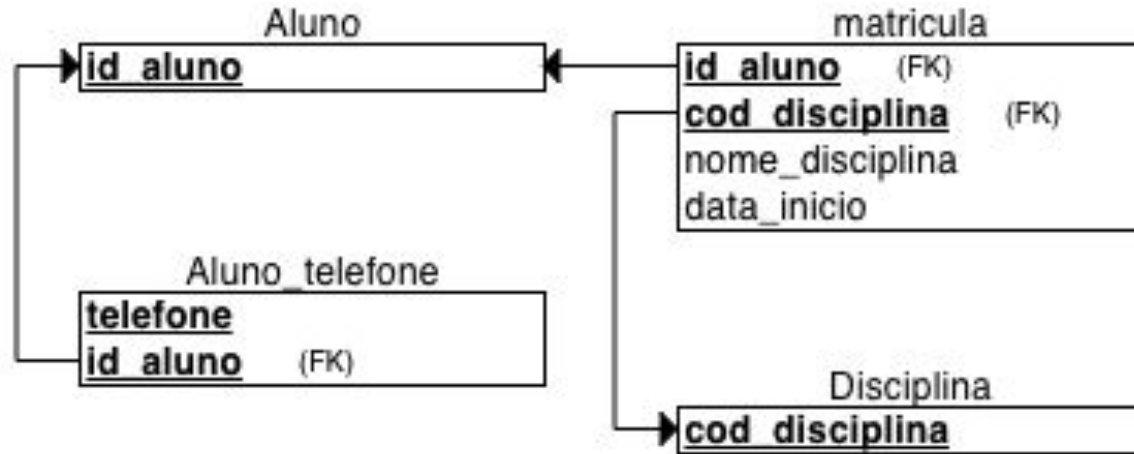 Aluno
id_aluno
matricula
id_aluno (FK)
cod_disciplina (FK)
nome_disciplina
data_inicio
Aluno_telefone
telefone
id_aluno (FK)
Disciplina
cod_disciplina